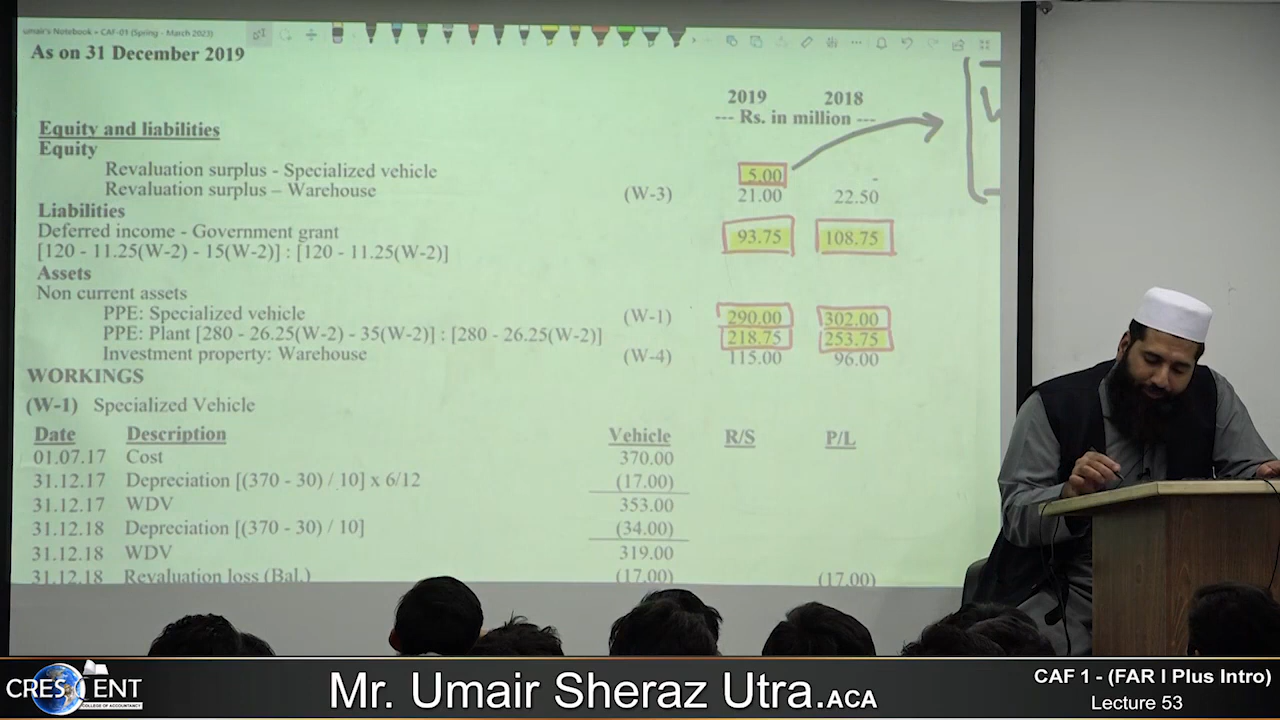 umair's Notebook » CAF-01 (Spring - March 2023)
As on 31 December 2019
2019 2018
--- Rs. in million ---
Equity and liabilities
Equity
Revaluation surplus - Specialized vehicle 5.00 -
Revaluation surplus – Warehouse (W-3) 21.00 22.50
Liabilities
Deferred income - Government grant 93.75 108.75
[120 - 11.25(W-2) - 15(W-2)] : [120 - 11.25(W-2)]
Assets
Non current assets
PPE: Specialized vehicle (W-1) 290.00 302.00
PPE: Plant [280 - 26.25(W-2) - 35(W-2)] : [280 - 26.25(W-2)] 218.75 253.75
Investment property: Warehouse (W-4) 115.00 96.00
WORKINGS
(W-1) Specialized Vehicle
Date Description Vehicle R/S P/L
01.07.17 Cost 370.00
31.12.17 Depreciation [(370 - 30) / 10] x 6/12 (17.00)
31.12.17 WDV 353.00
31.12.18 Depreciation [(370 - 30) / 10] (34.00)
31.12.18 WDV 319.00
31.12.18 Revaluation loss (Bal.) (17.00) (17.00)
CRESCENT
COLLEGE OF ACCOUNTANCY
Mr. Umair Sheraz Utra.ACA
CAF 1 - (FAR I Plus Intro)
Lecture 53